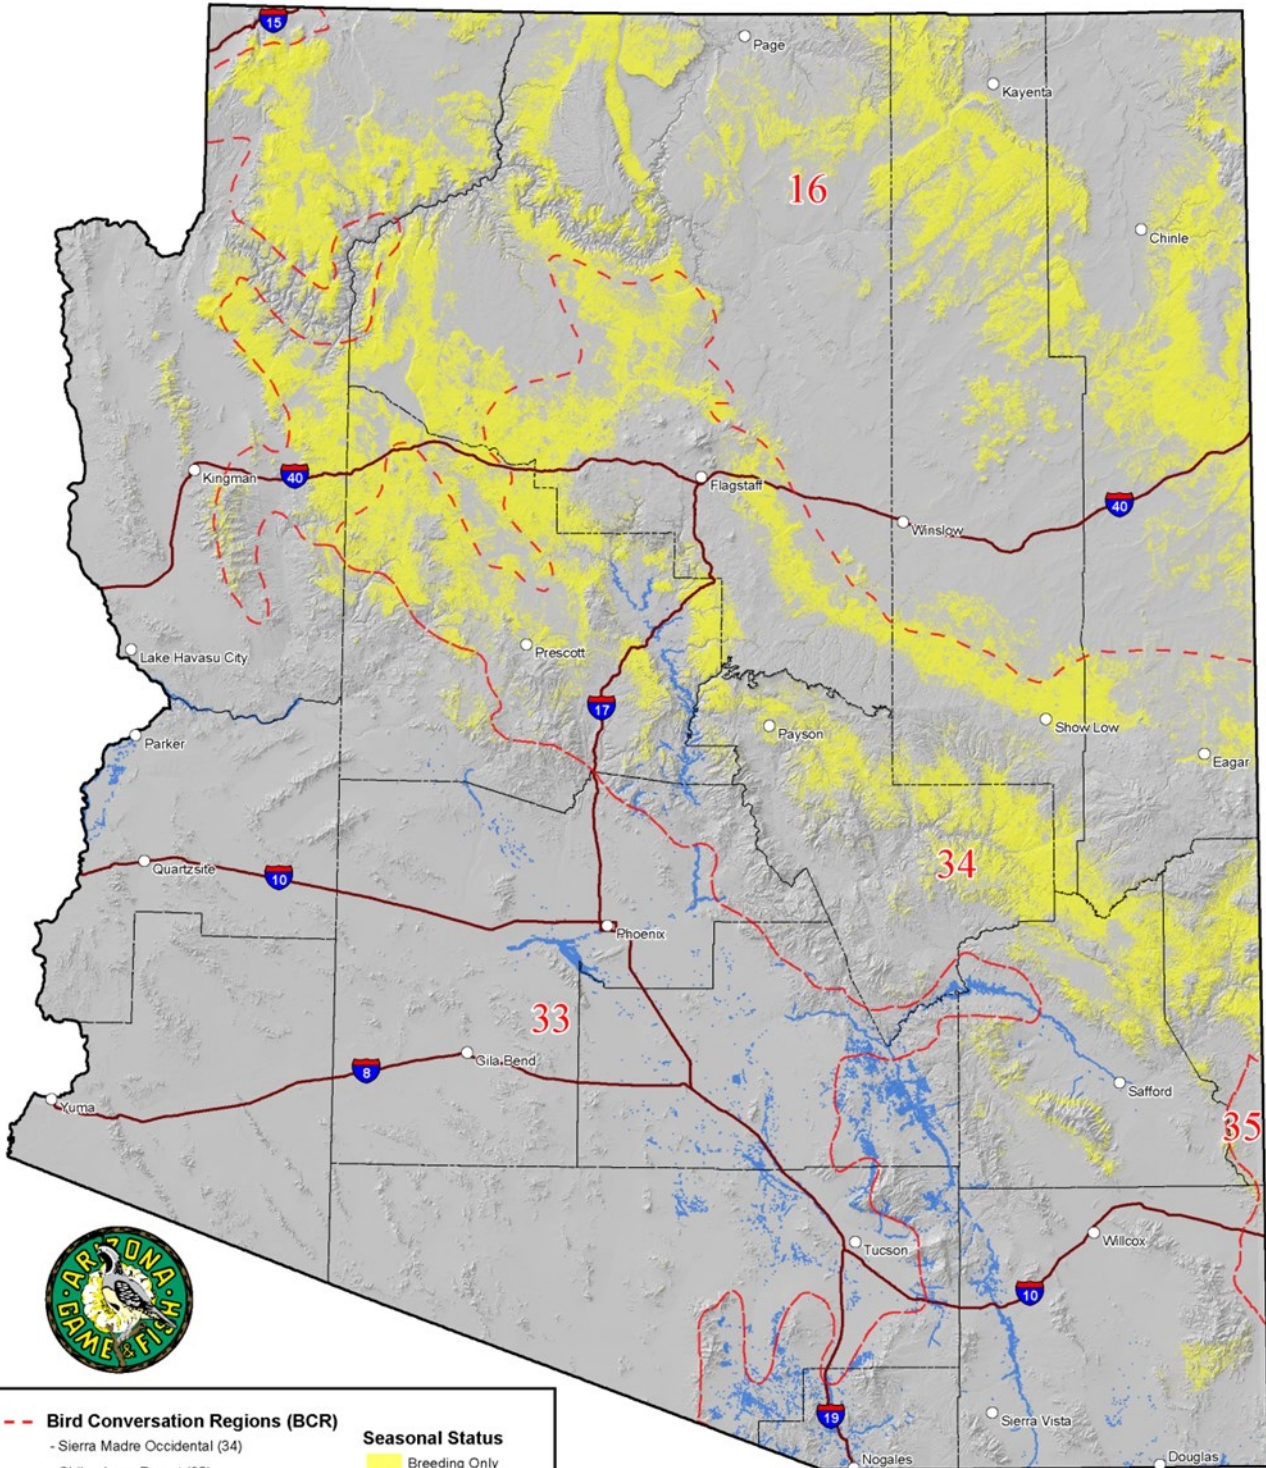 15
Page
Kayenta
16
Chinle
Kingman
40
Flagstaff
40
Winslow
Lake Havasu City
Prescott
17
Parker
Payson
Show Low
Eagar
Quartzsite
10
34
Phoenix
33
Gila Bend
8
Safford
Yuma
35
Tucson
Willcox
10
ARIZONA
GAME & FISH
19
Sierra Vista
Nogales
Douglas
Bird Conversation Regions (BCR)
- Sierra Madre Occidental (34)
Seasonal Status
Breeding Only